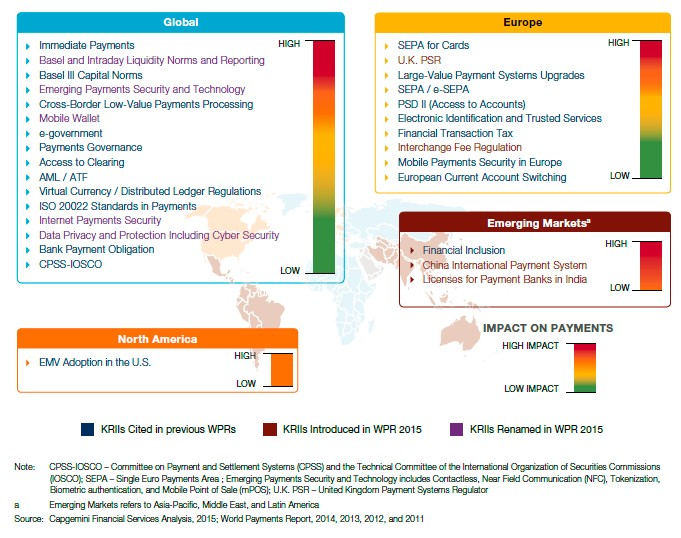 Global
HIGH
Immediate Payments
Basel and Intraday Liquidity Norms and Reporting
Basel III Capital Norms
Emerging Payments Security and Technology
Cross-Border Low-Value Payments Processing
Mobile Wallet
e-government
Payments Governance
Access to Clearing
AML / ATF
Virtual Currency / Distributed Ledger Regulations
ISO 20022 Standards in Payments
Internet Payments Security
Data Privacy and Protection Including Cyber Security
Bank Payment Obligation
CPSS-IOSCO
LOW
Europe
HIGH
SEPA for Cards
U.K. PSR
Large-Value Payment Systems Upgrades
SEPA / e-SEPA
PSD II (Access to Accounts)
Electronic Identification and Trusted Services
Financial Transaction Tax
Interchange Fee Regulation
Mobile Payments Security in Europe
European Current Account Switching
LOW
Emerging Marketsa
HIGH
Financial Inclusion
China International Payment System
Licenses for Payment Banks in India
LOW
North America
HIGH
EMV Adoption in the U.S.
LOW
IMPACT ON PAYMENTS
HIGH IMPACT
LOW IMPACT
KRIIs Cited in previous WPRs
KRIIs Introduced in WPR 2015
KRIIs Renamed in WPR 2015
Note: CPSS-IOSCO – Committee on Payment and Settlement Systems (CPSS) and the Technical Committee of the International Organization of Securities Commissions
(IOSCO); SEPA – Single Euro Payments Area ; Emerging Payments Security and Technology includes Contactless, Near Field Communication (NFC), Tokenization,
Biometric authentication, and Mobile Point of Sale (mPOS); U.K. PSR – United Kingdom Payment Systems Regulator
a Emerging Markets refers to Asia-Pacific, Middle East, and Latin America
Source: Capgemini Financial Services Analysis, 2015; World Payments Report, 2014, 2013, 2012, and 2011